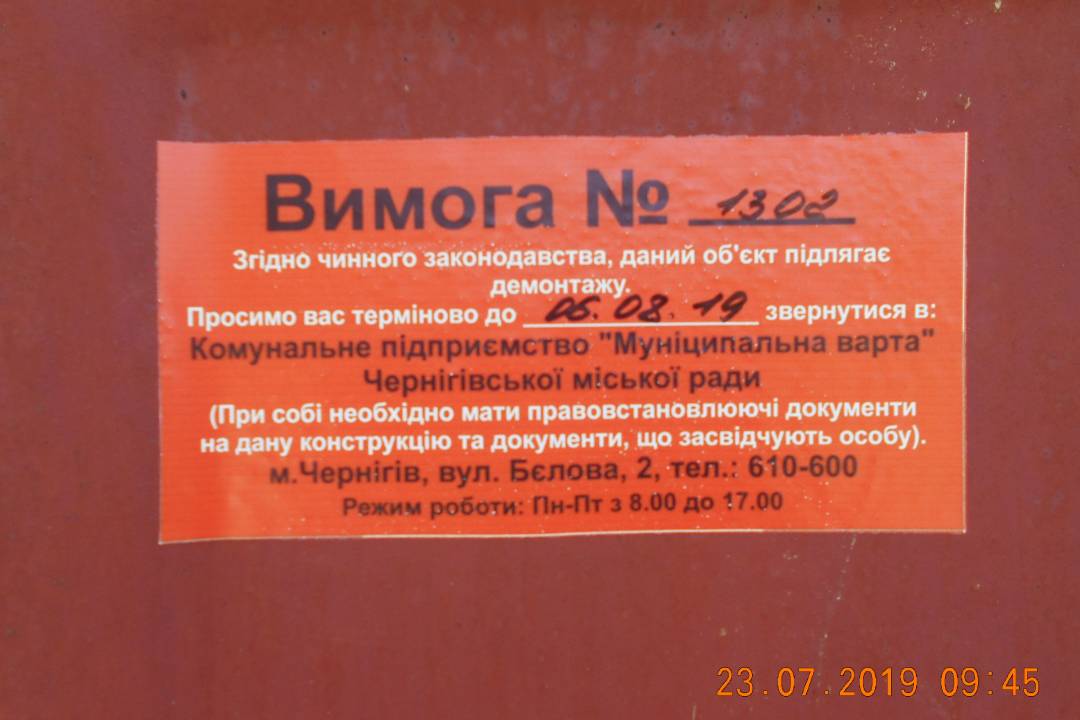 Вимога № 1302
Згідно чинного законодавства, даний об'єкт підлягає
демонтажу.
Просимо вас терміново до 06.08.19 звернутися в:
Комунальне підприємство "Муніципальна варта"
Чернігівської міської ради
(При собі необхідно мати правовстановлюючі документи
на дану конструкцію та документи, що засвідчують особу).
м.Чернігів, вул. Бєлова, 2, тел.: 610-600
Режим роботи: Пн-Пт з 8.00 до 17.00
23.07.2019 09:45